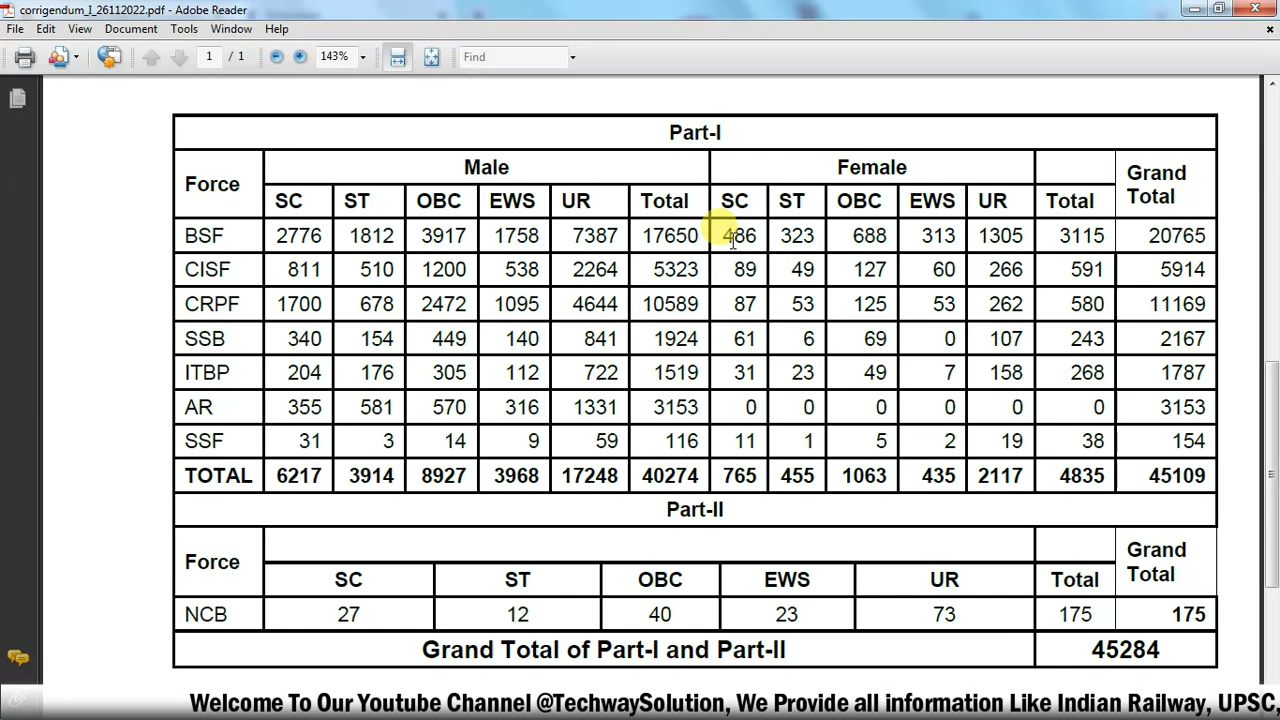 corrigendum_I_26112022.pdf - Adobe Reader
File Edit View Document Tools Window Help
1 / 1 143% Find
Part-I
Force Male Female Grand Total
SC ST OBC EWS UR Total SC ST OBC EWS UR Total
BSF 2776 1812 3917 1758 7387 17650 486 323 688 313 1305 3115 20765
CISF 811 510 1200 538 2264 5323 89 49 127 60 266 591 5914
CRPF 1700 678 2472 1095 4644 10589 87 53 125 53 262 580 11169
SSB 340 154 449 140 841 1924 61 6 69 0 107 243 2167
ITBP 204 176 305 112 722 1519 31 23 49 7 158 268 1787
AR 355 581 570 316 1331 3153 0 0 0 0 0 0 3153
SSF 31 3 14 9 59 116 11 1 5 2 19 38 154
TOTAL 6217 3914 8927 3968 17248 40274 765 455 1063 435 2117 4835 45109
Part-II
Force Grand Total
SC ST OBC EWS UR Total
NCB 27 12 40 23 73 175 175
Grand Total of Part-I and Part-II 45284
Welcome To Our Youtube Channel @TechwaySolution, We Provide all information Like Indian Railway, UPSC,